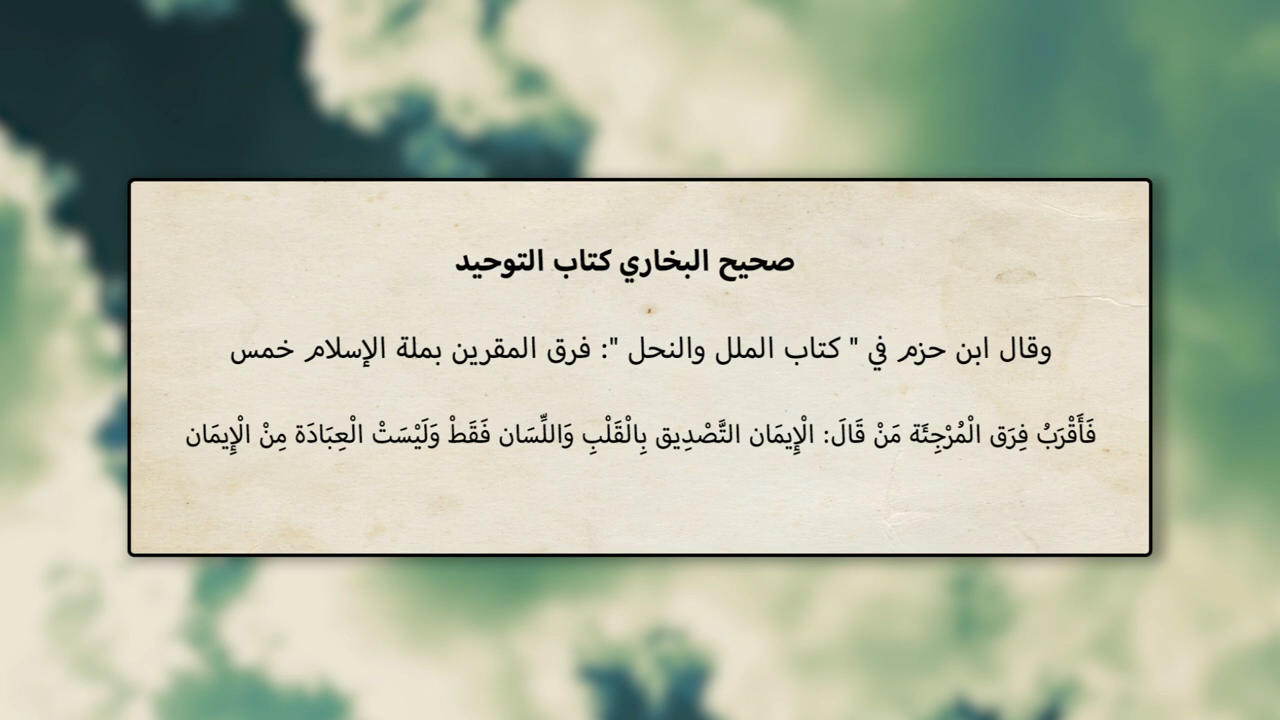 صحيح البخاري كتاب التوحيد
وقال ابن حزم في " كتاب الملل والنحل ": فرق المقرين بملة الإسلام خمس
فَأَقْرَبُ فِرَق الْمُرْجِئَة مَنْ قَالَ: الْإِيمَان التَّصْدِيق بِالْقَلْبِ وَاللِّسَان فَقَطْ وَلَيْسَتْ الْعِبَادَة مِنْ الْإِيمَان